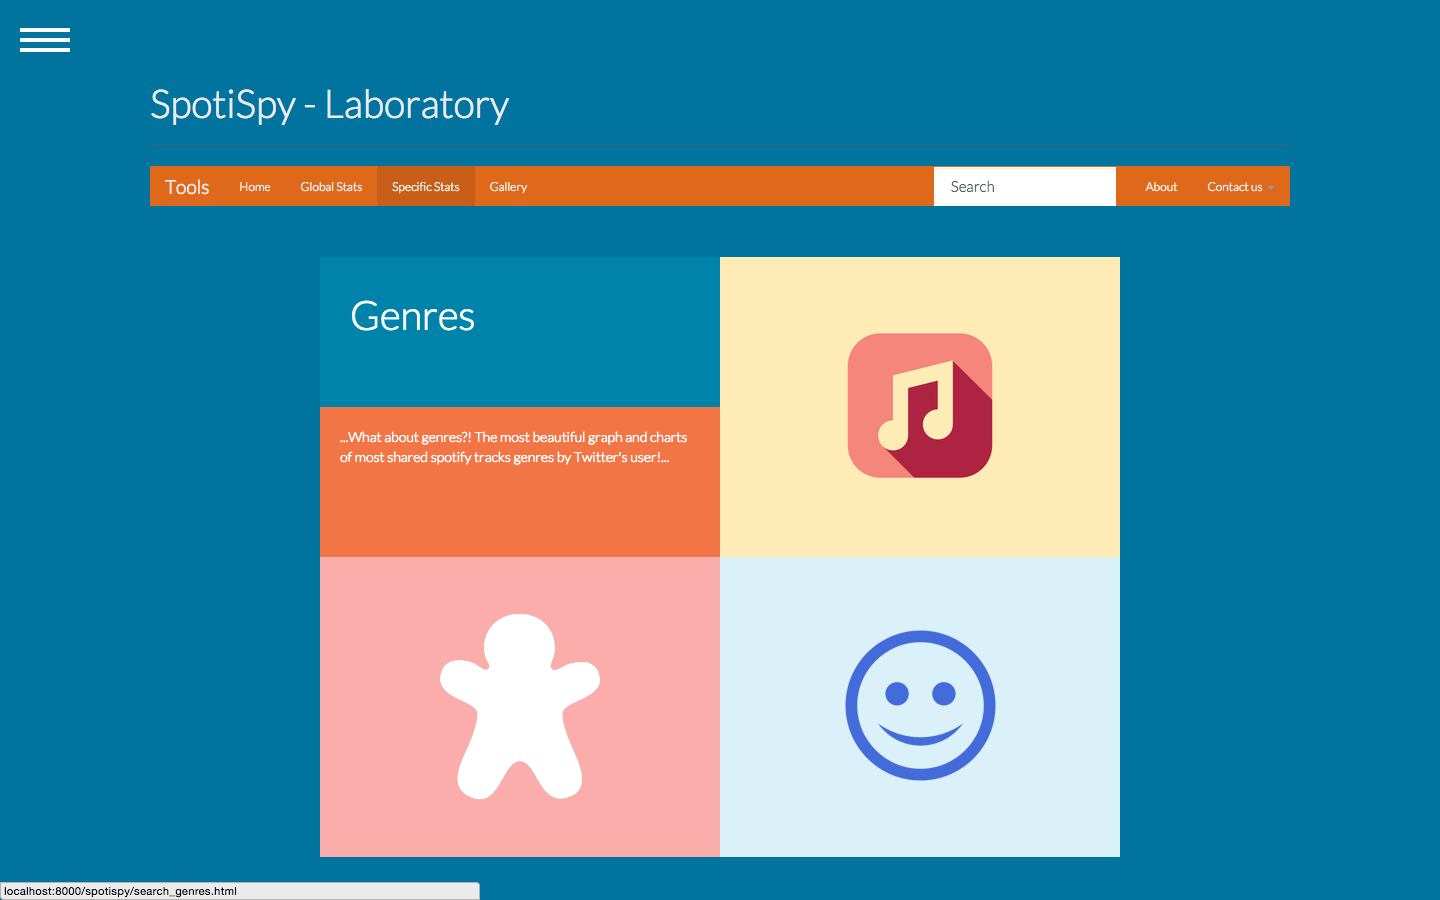 SpotiSpy - Laboratory
Tools Home Global Stats Specific Stats Gallery Search About Contact us
Genres
...What about genres?! The most beautiful graph and charts
of most shared spotify tracks genres by Twitter's user!...
localhost:8000/spotispy/search_genres.html